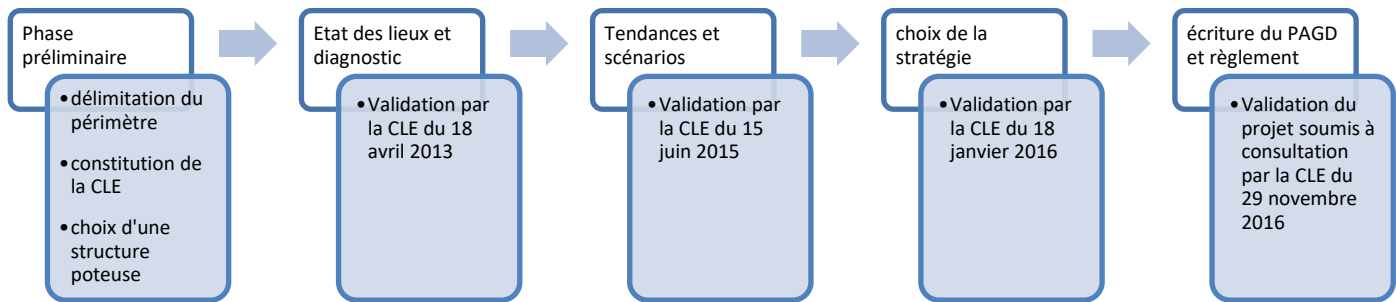 Phase
préliminaire
•délimitation du
périmètre
•constitution de
la CLE
•choix d'une
structure
poteuse
Etat des lieux et
diagnostic
•Validation par
la CLE du 18
avril 2013
Tendances et
scénarios
•Validation par
la CLE du 15
juin 2015
choix de la
stratégie
•Validation par
la CLE du 18
janvier 2016
écriture du PAGD
et règlement
•Validation du
projet soumis à
consultation
par la CLE du
29 novembre
2016